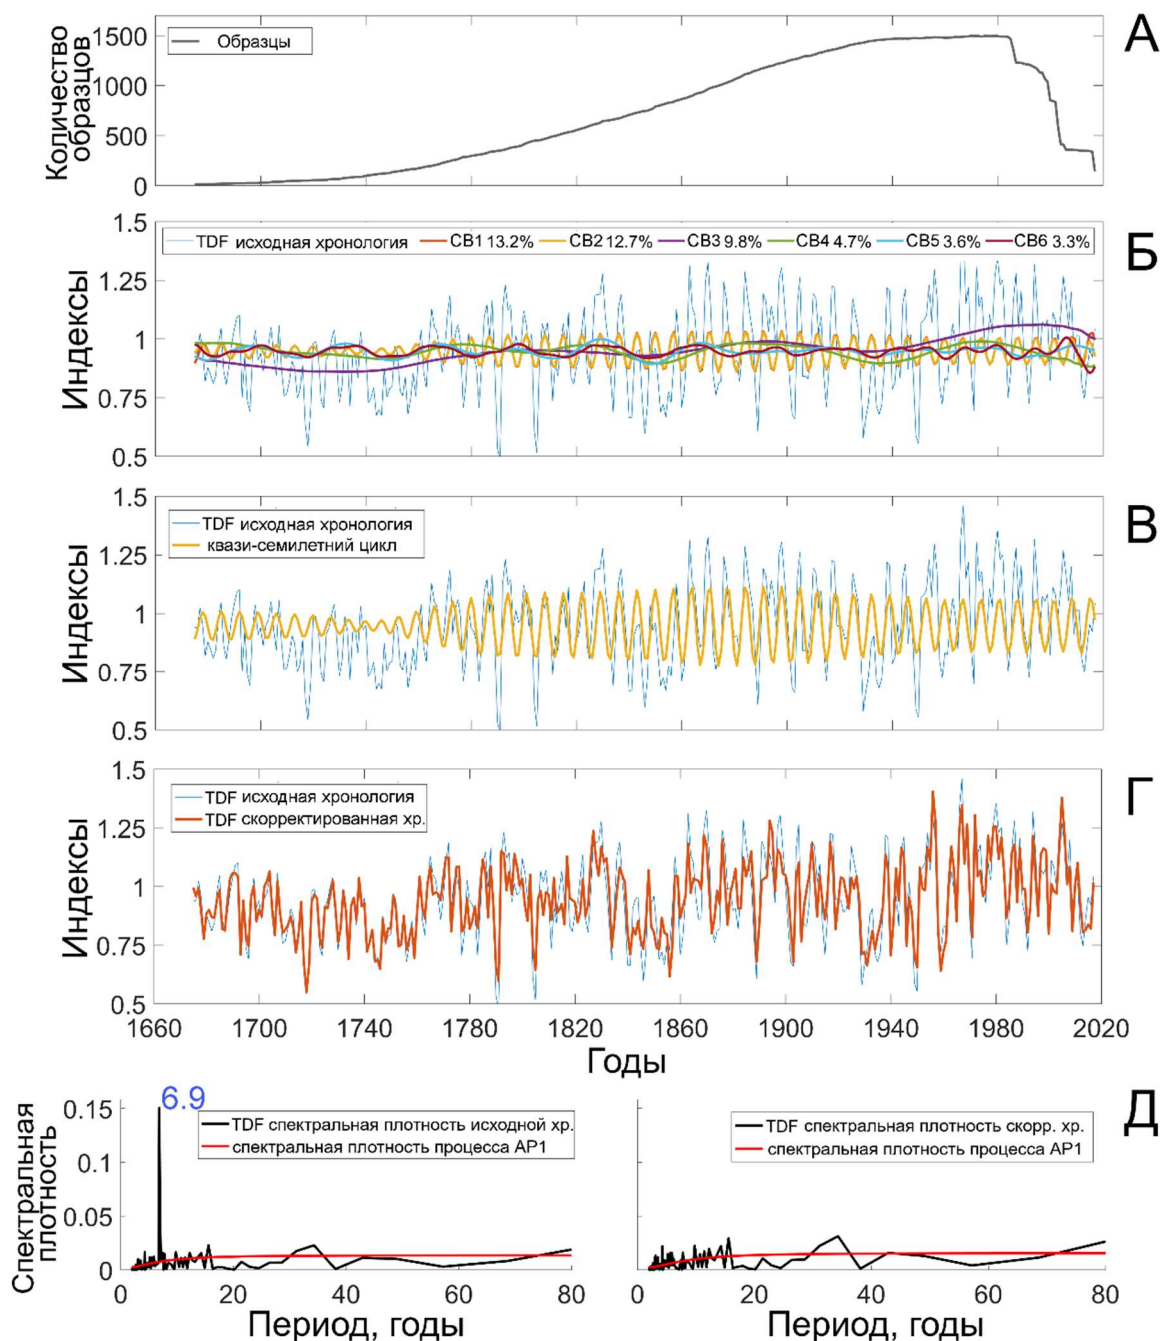 А
Количество образцов
1500
1000
500
0
Образцы
Б
Индексы
1.5
1.25
1
0.75
0.5
TDF исходная хронология СВ1 13.2% СВ2 12.7% СВ3 9.8% СВ4 4.7% СВ5 3.6% СВ6 3.3%
В
Индексы
1.5
1.25
1
0.75
0.5
TDF исходная хронология
квази-семилетний цикл
Г
Индексы
1.5
1.25
1
0.75
0.5
TDF исходная хронология
TDF скорректированная хр.
1660 1700 1740 1780 1820 1860 1900 1940 1980 2020
Годы
Д
Спектральная плотность
0.15
0.1
0.05
0
6.9
TDF спектральная плотность исходной хр.
спектральная плотность процесса АР1
0 20 40 60 80
Период, годы
TDF спектральная плотность скорр. хр.
спектральная плотность процесса АР1
0 20 40 60 80
Период, годы